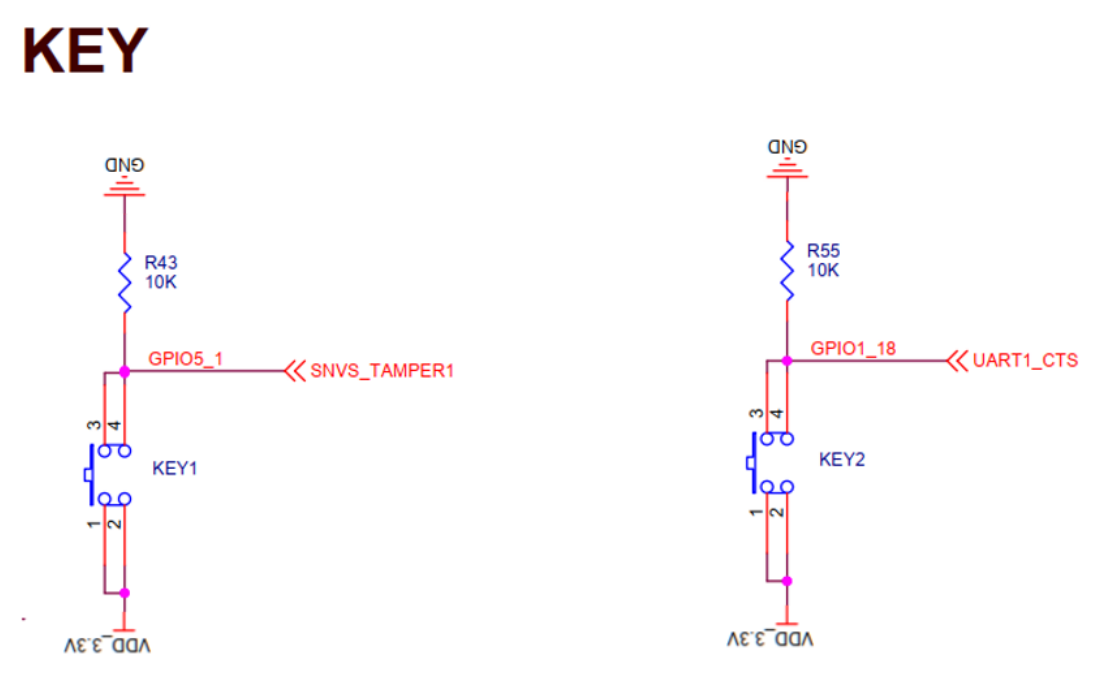 KEY
GND
R43
10K
GPIO5_1
SNVS_TAMPER1
3
4
KEY1
1
2
VDD_3.3V
GND
R55
10K
GPIO1_18
UART1_CTS
3
4
KEY2
1
2
VDD_3.3V